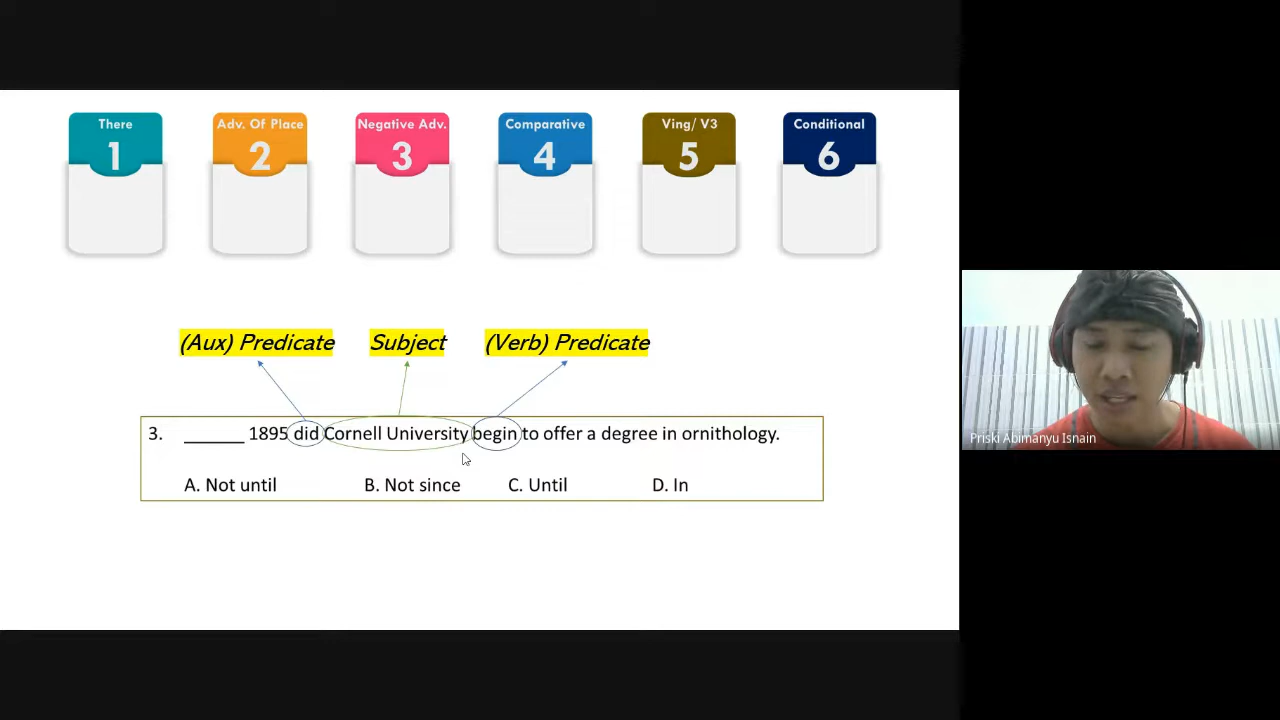 There
Adv. Of Place
Negative Adv.
Comparative
Ving/ V3
Conditional
1
2
3
4
5
6
(Aux) Predicate
Subject
(Verb) Predicate
3. ______ 1895 did Cornell University begin to offer a degree in ornithology.
A. Not until B. Not since C. Until D. In
Priski Abimanyu Isnain